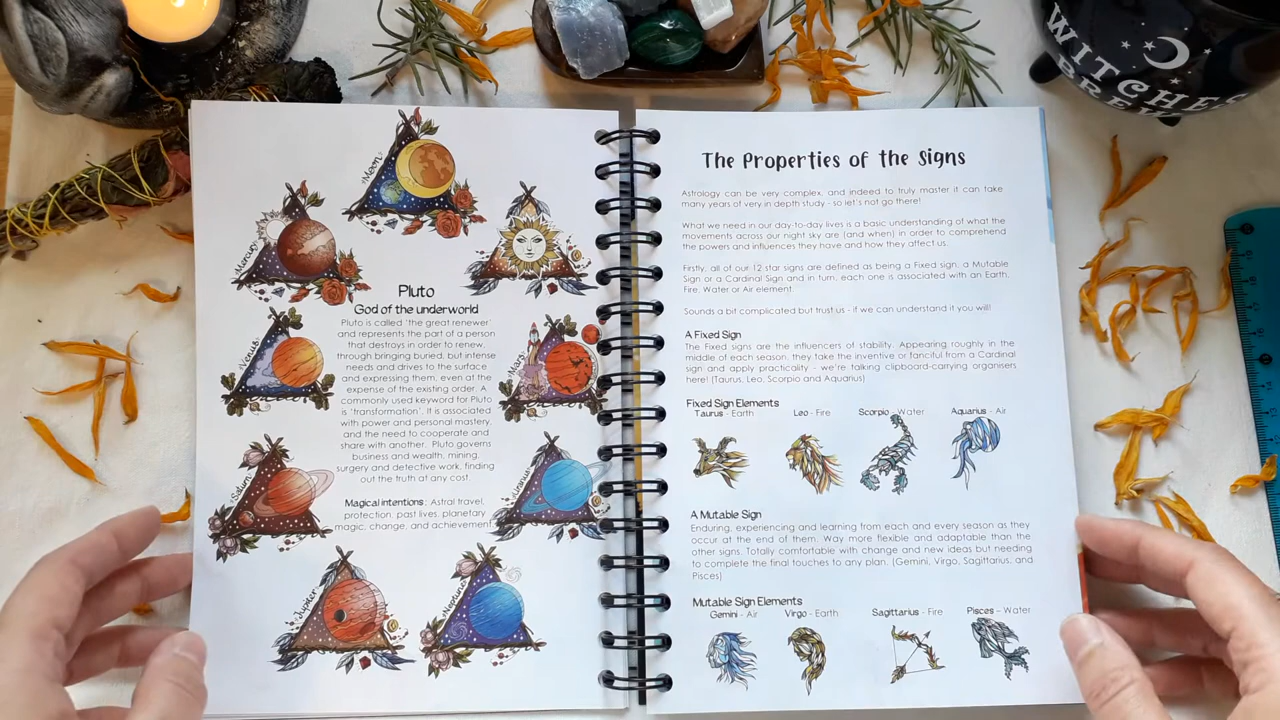 WITCHES
BREW
Moon
Mercury
Pluto
God of the underworld
Pluto is called 'the great renewer'
and represents the part of a person
that destroys in order to renew,
through bringing buried, but intense
needs and drives to the surface
and expressing them, even at the
expense of the existing order. A
commonly used keyword for Pluto
is 'transformation'. It is associated
with power and personal mastery,
and the need to cooperate and
share with another. Pluto governs
business and wealth, mining,
surgery and detective work, finding
out the truth at any cost.
Magical intentions: Astral travel,
protection, past lives, planetary
magic, change, and achievement
Venus
Mars
Saturn
Uranus
Jupiter
Neptune
The Properties of the Signs
Astrology can be very complex, and indeed to truly master it can take
many years of very in depth study - so let's not go there!
What we need in our day-to-day lives is a basic understanding of what the
movements across our night sky are (and when) in order to comprehend
the powers and influences they have and how they affect us.
Firstly, all of our 12 star signs are defined as being a Fixed sign, a Mutable
Sign or a Cardinal Sign and in turn, each one is associated with an Earth,
Fire, Water or Air element.
Sounds a bit complicated but trust us - if we can understand it you will!
A Fixed Sign
The Fixed signs are the influencers of stability. Appearing roughly in the
middle of each season, they take the inventive or fanciful from a Cardinal
sign and apply practicality - we're talking clipboard-carrying organisers
here! (Taurus, Leo, Scorpio and Aquarius)
Fixed Sign Elements
Taurus - Earth Leo - Fire Scorpio - Water Aquarius - Air
A Mutable Sign
Enduring, experiencing and learning from each and every season as they
occur at the end of them. Way more flexible and adaptable than the
other signs. Totally comfortable with change and new ideas but needing
to complete the final touches to any plan. (Gemini, Virgo, Sagittarius, and
Pisces)
Mutable Sign Elements
Gemini - Air Virgo - Earth Sagittarius - Fire Pisces - Water